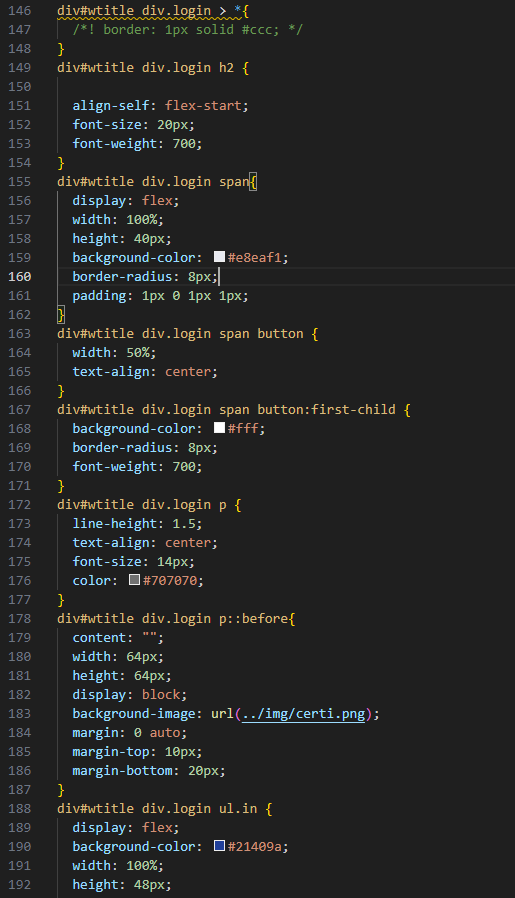 146 div#wtitle div.login > *{
147 /*! border: 1px solid #ccc; */
148 }
149 div#wtitle div.login h2 {
150
151 align-self: flex-start;
152 font-size: 20px;
153 font-weight: 700;
154 }
155 div#wtitle div.login span{
156 display: flex;
157 width: 100%;
158 height: 40px;
159 background-color: #e8eaf1;
160 border-radius: 8px;
161 padding: 1px 0 1px 1px;
162 }
163 div#wtitle div.login span button {
164 width: 50%;
165 text-align: center;
166 }
167 div#wtitle div.login span button:first-child {
168 background-color: #fff;
169 border-radius: 8px;
170 font-weight: 700;
171 }
172 div#wtitle div.login p {
173 line-height: 1.5;
174 text-align: center;
175 font-size: 14px;
176 color: #707070;
177 }
178 div#wtitle div.login p::before{
179 content: "";
180 width: 64px;
181 height: 64px;
182 display: block;
183 background-image: url(../img/certi.png);
184 margin: 0 auto;
185 margin-top: 10px;
186 margin-bottom: 20px;
187 }
188 div#wtitle div.login ul.in {
189 display: flex;
190 background-color: #21409a;
191 width: 100%;
192 height: 48px;